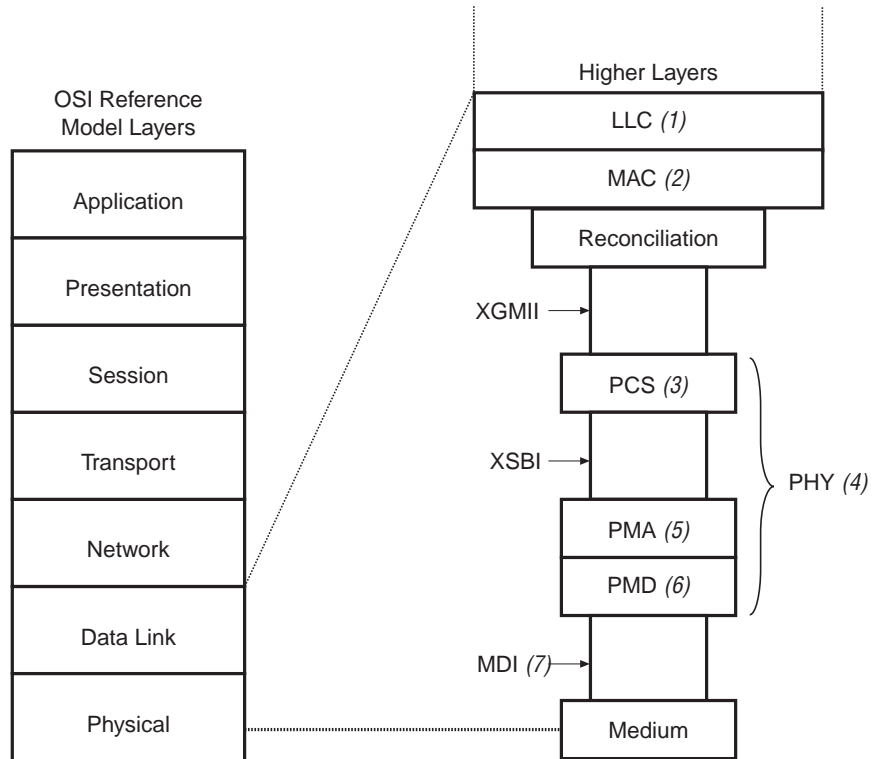 OSI Reference
Model Layers
Application
Presentation
Session
Transport
Network
Data Link
Physical
Higher Layers
LLC (1)
MAC (2)
Reconciliation
XGMII
PCS (3)
XSBI
PHY (4)
PMA (5)
PMD (6)
MDI (7)
Medium